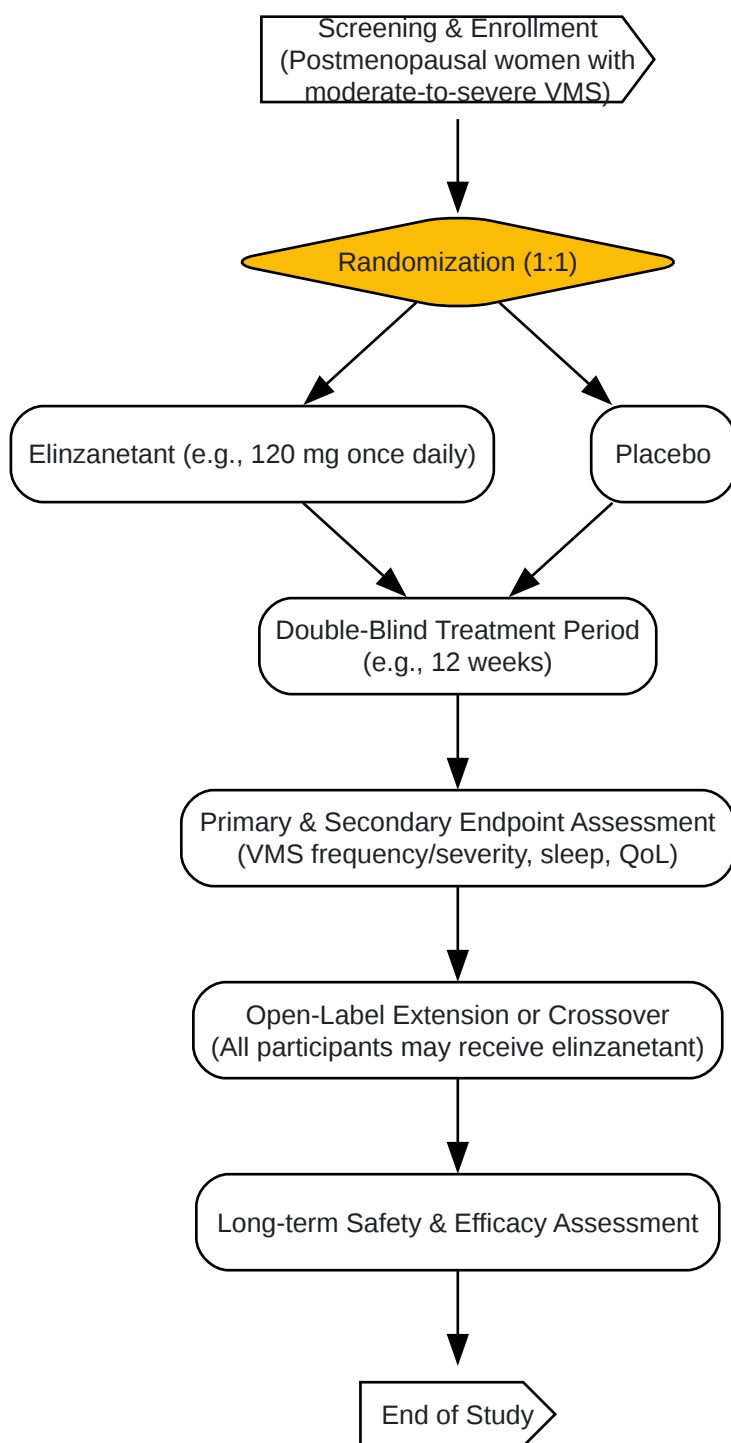 Screening & Enrollment
(Postmenopausal women with
moderate-to-severe VMS)
Randomization (1:1)
Elinzanetant (e.g., 120 mg once daily)
Placebo
Double-Blind Treatment Period
(e.g., 12 weeks)
Primary & Secondary Endpoint Assessment
(VMS frequency/severity, sleep, QoL)
Open-Label Extension or Crossover
(All participants may receive elinzanetant)
Long-term Safety & Efficacy Assessment
End of Study